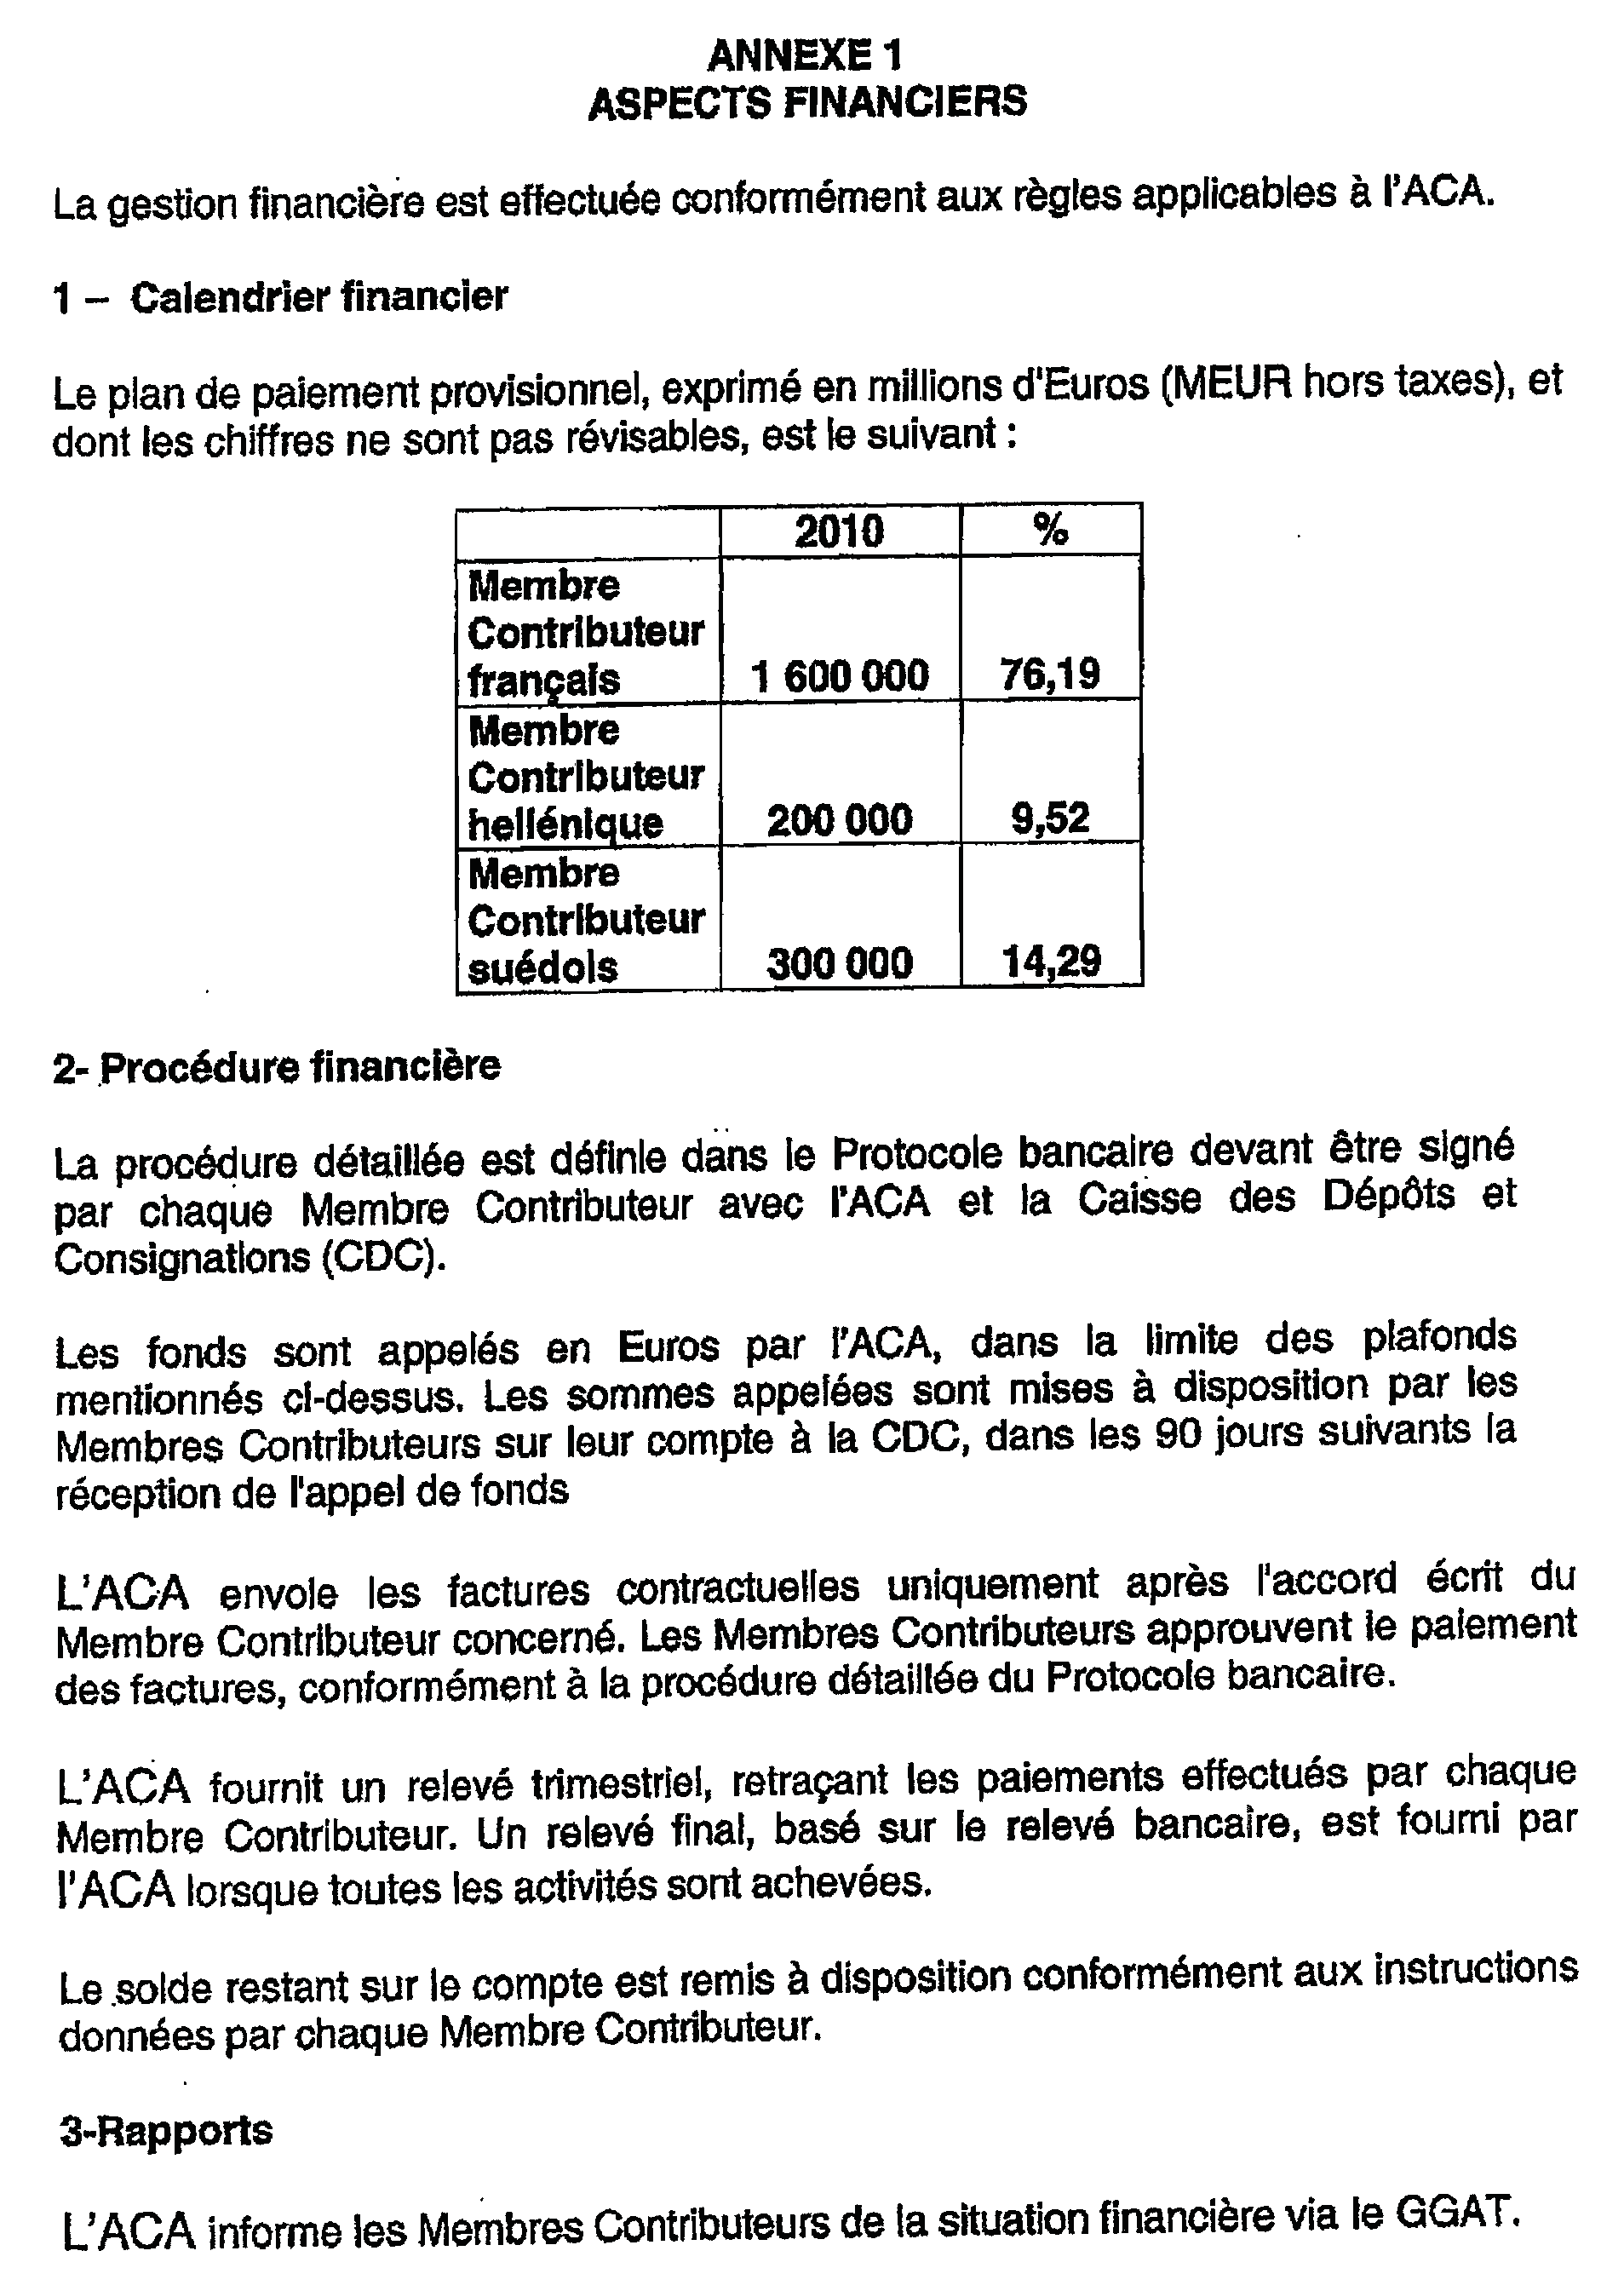 ANNEXE 1
ASPECTS FINANCIERS
La gestion financière est effectuée conformément aux règles applicables à l'ACA.
1 – Calendrier financier
Le plan de paiement provisionnel, exprimé en millions d'Euros (MEUR hors taxes), et
dont les chiffres ne sont pas révisables, est le suivant :
2010 %
Membre
Contributeur
français 1 600 000 76,19
Membre
Contributeur
hellénique 200 000 9,52
Membre
Contributeur
suédois 300 000 14,29
2- Procédure financière
La procédure détaillée est définie dans le Protocole bancaire devant être signé
par chaque Membre Contributeur avec l'ACA et la Caisse des Dépôts et
Consignations (CDC).
Les fonds sont appelés en Euros par l'ACA, dans la limite des plafonds
mentionnés ci-dessus. Les sommes appelées sont mises à disposition par les
Membres Contributeurs sur leur compte à la CDC, dans les 90 jours suivants la
réception de l'appel de fonds
L'ACA envoie les factures contractuelles uniquement après l'accord écrit du
Membre Contributeur concerné. Les Membres Contributeurs approuvent le paiement
des factures, conformément à la procédure détaillée du Protocole bancaire.
L'ACA fournit un relevé trimestriel, retraçant les paiements effectués par chaque
Membre Contributeur. Un relevé final, basé sur le relevé bancaire, est fourni par
l'ACA lorsque toutes les activités sont achevées.
Le solde restant sur le compte est remis à disposition conformément aux instructions
données par chaque Membre Contributeur.
3-Rapports
L'ACA informe les Membres Contributeurs de la situation financière via le GGAT.